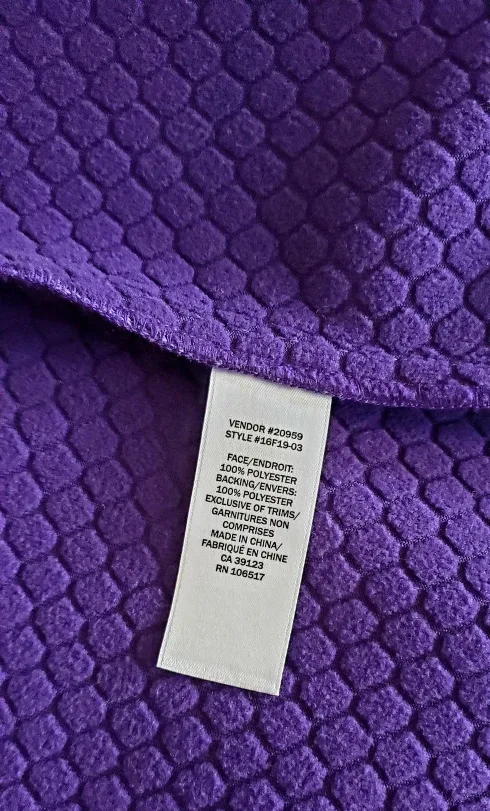 VENDOR #20959
STYLE #16F19-03
FACE/ENDROIT:
100% POLYESTER
BACKING/ENVERS:
100% POLYESTER
EXCLUSIVE OF TRIMS/
GARNITURES NON
COMPRISES
MADE IN CHINA/
FABRIQUÉ EN CHINE
CA 39123
RN 106517